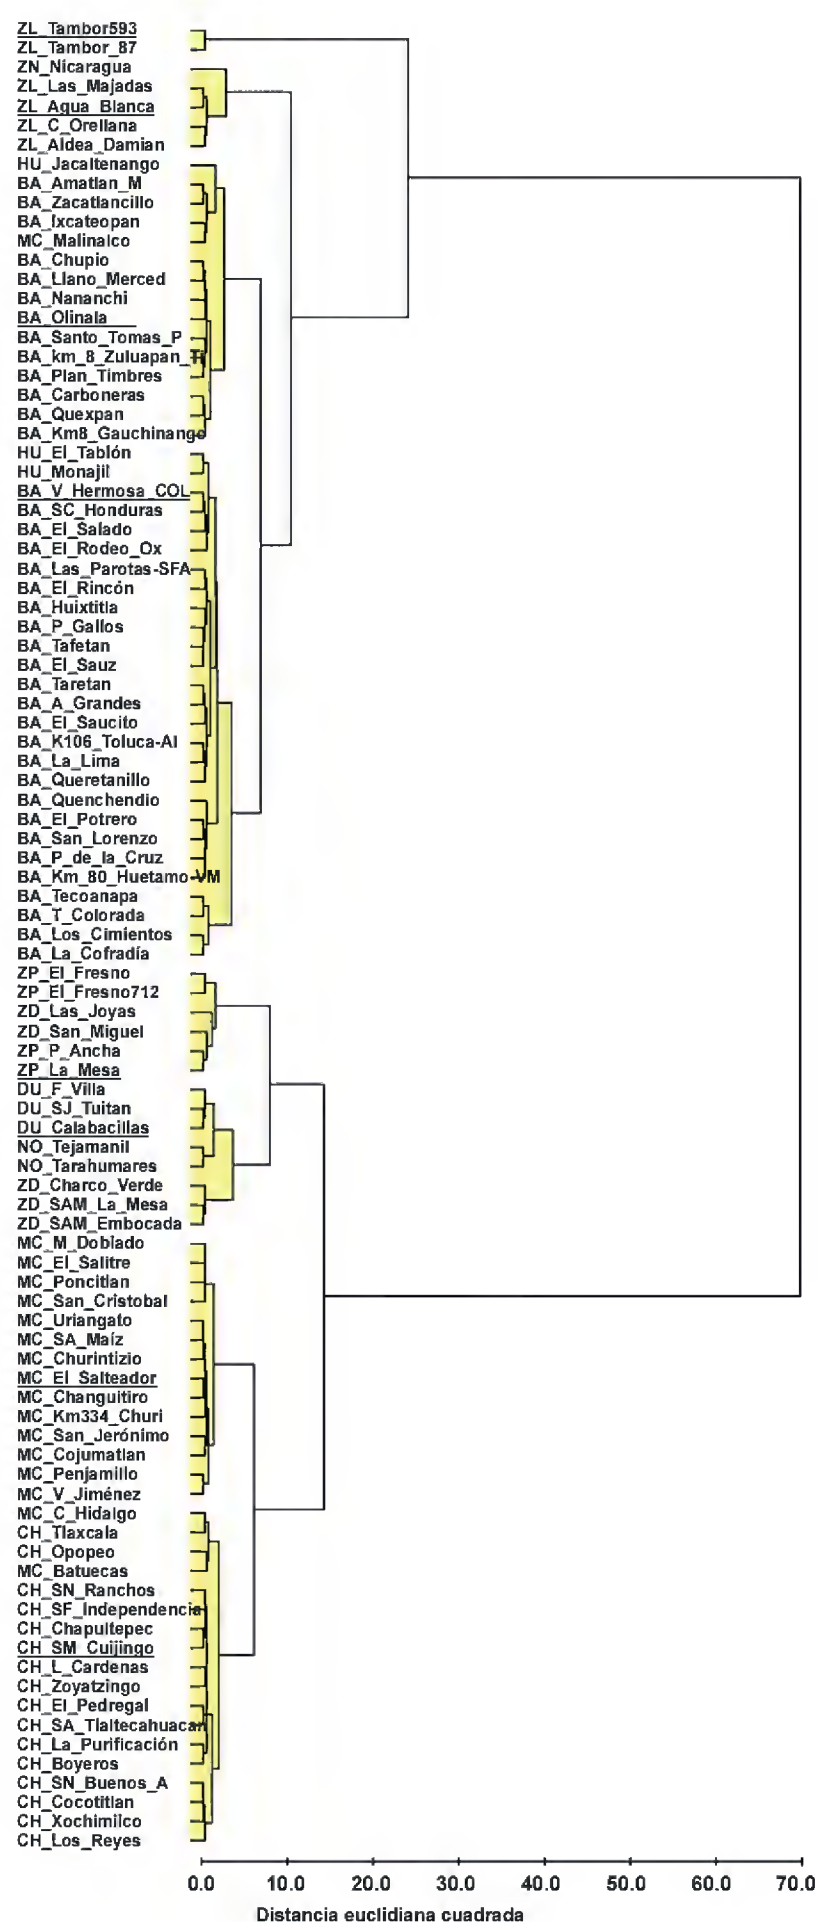 ZL_Tambor593
ZL_Tambor_87
ZN_Nicaragua
ZL_Las_Majadas
ZL_Agua_Blanca
ZL_C_Orellana
ZL_Aldea_Damian
HU_Jacaltenango
BA_Amatlan_M
BA_Zacatlancillo
BA_Ixcateopan
MC_Malinalco
BA_Chupio
BA_Llano_Merced
BA_Nananchi
BA_Olinala
BA_Santo_Tomas_P
BA_km_8_Zuluapan_Ti
BA_Plan_Timbres
BA_Carboneras
BA_Quexpan
BA_Km8_Gauchinango
HU_El_Tablón
HU_Monajil
BA_V_Hermosa_COL
BA_SC_Honduras
BA_El_Salado
BA_El_Rodeo_Ox
BA_Las_Parotas-SFA
BA_El_Rincón
BA_Huixtitla
BA_P_Gallos
BA_Tafetan
BA_El_Sauz
BA_Taretan
BA_A_Grandes
BA_El_Saucito
BA_K106_Toluca-Al
BA_La_Lima
BA_Queretanillo
BA_Quenchendio
BA_El_Potrero
BA_San_Lorenzo
BA_P_de_la_Cruz
BA_Km_80_Huetamo-VM
BA_Tecoanapa
BA_T_Colorada
BA_Los_Cimientos
BA_La_Cofradía
ZP_El_Fresno
ZP_El_Fresno712
ZD_Las_Joyas
ZD_San_Miguel
ZP_P_Ancha
ZP_La_Mesa
DU_F_Villa
DU_SJ_Tuitan
DU_Calabacillas
NO_Tejamanil
NO_Tarahumares
ZD_Charco_Verde
ZD_SAM_La_Mesa
ZD_SAM_Embocada
MC_M_Doblado
MC_El_Salitre
MC_Poncitlan
MC_San_Cristobal
MC_Uriangato
MC_SA_Maíz
MC_Churintizio
MC_El_Salteador
MC_Changuitiro
MC_Km334_Churi
MC_San_Jerónimo
MC_Cojumatlan
MC_Penjamillo
MC_V_Jiménez
MC_C_Hidalgo
CH_Tlaxcala
CH_Opopeo
MC_Batuecas
CH_SN_Ranchos
CH_SF_Independencia
CH_Chapultepec
CH_SM_Cuijingo
CH_L_Cardenas
CH_Zoyatzingo
CH_El_Pedregal
CH_SA_Tlaltecahuacan
CH_La_Purificación
CH_Boyeros
CH_SN_Buenos_A
CH_Cocotitlan
CH_Xochimilco
CH_Los_Reyes
0.0 10.0 20.0 30.0 40.0 50.0 60.0 70.0
Distancia euclidiana cuadrada